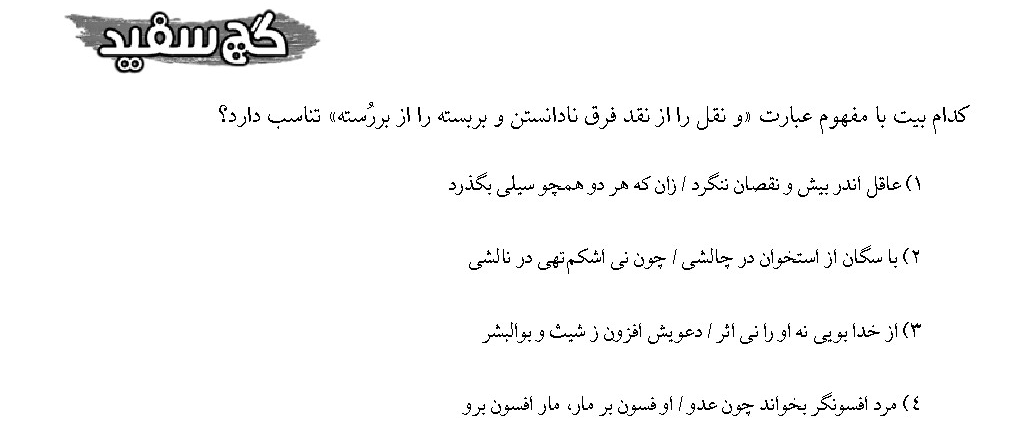 گچ سفید
کدام بیت با مفهوم عبارت «و نقل را از نقد فرق نادانستن و بربسته را از بررُسته» تناسب دارد؟
۱) عاقل اندر بیش و نقصان ننگرد / زان که هر دو همچو سیلی بگذرد
۲) با سگان از استخوان در چالشی / چون نی اشکم‌تهی در نالشی
۳) از خدا بویی نه او را نی اثر / دعویش افزون ز شیث و بوالبشر
٤) مرد افسونگر بخواند چون عدو / او فسون بر مار، مار افسون برو